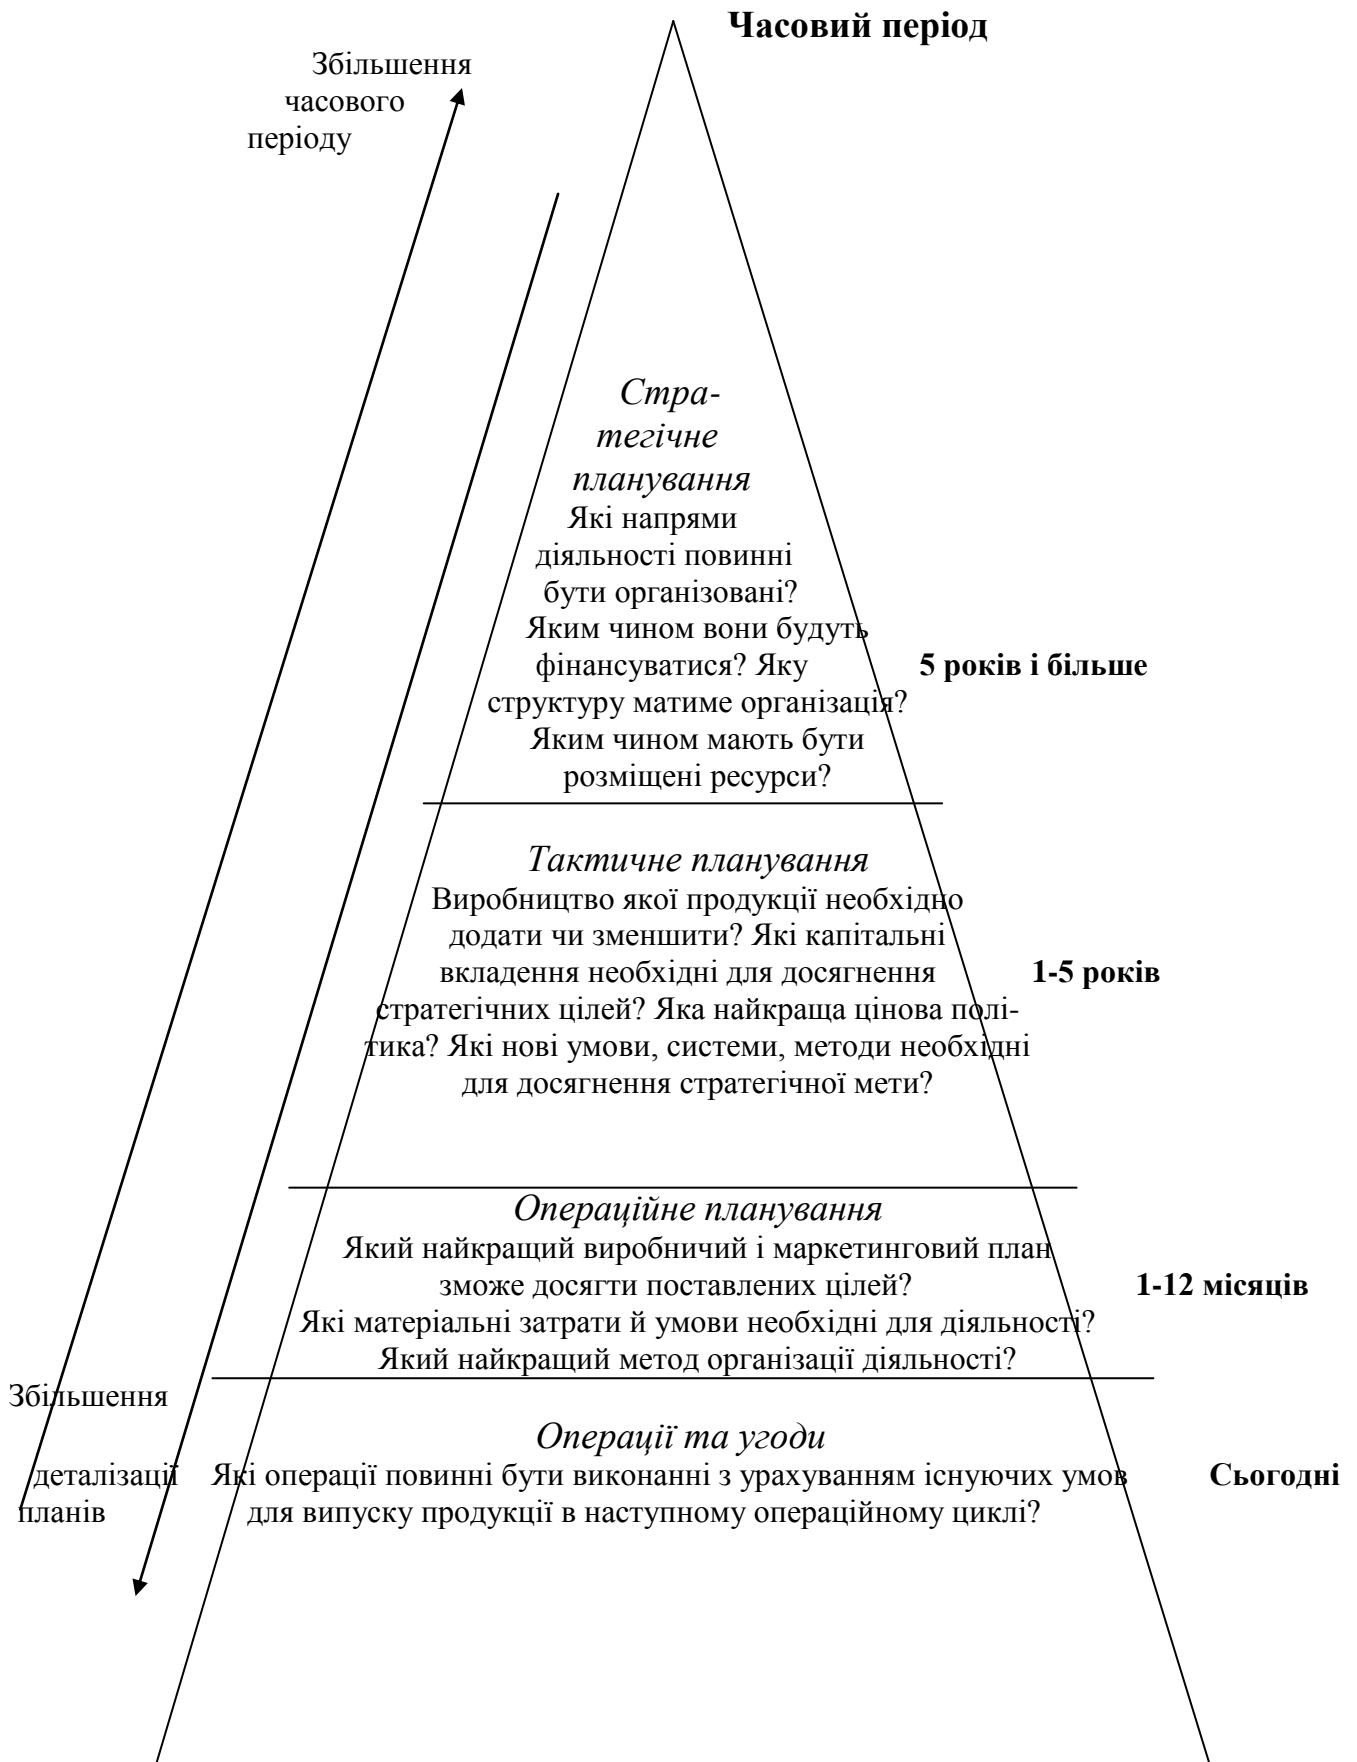 Часовий період
Збільшення
часового
періоду
Стра-
тегічне
планування
Які напрями
діяльності повинні
бути організовані?
Яким чином вони будуть
фінансуватися? Яку
структуру матиме організація?
Яким чином мають бути
розміщені ресурси?
5 років і більше
Тактичне планування
Виробництво якої продукції необхідно
додати чи зменшити? Які капітальні
вкладення необхідні для досягнення
стратегічних цілей? Яка найкраща цінова полі-
тика? Які нові умови, системи, методи необхідні
для досягнення стратегічної мети?
1-5 років
Операційне планування
Який найкращий виробничий і маркетинговий план
зможе досягти поставлених цілей?
Які матеріальні затрати й умови необхідні для діяльності?
Який найкращий метод організації діяльності?
1-12 місяців
Збільшення
деталізації
планів
Операції та угоди
Які операції повинні бути виконанні з урахуванням існуючих умов
для випуску продукції в наступному операційному циклі?
Сьогодні